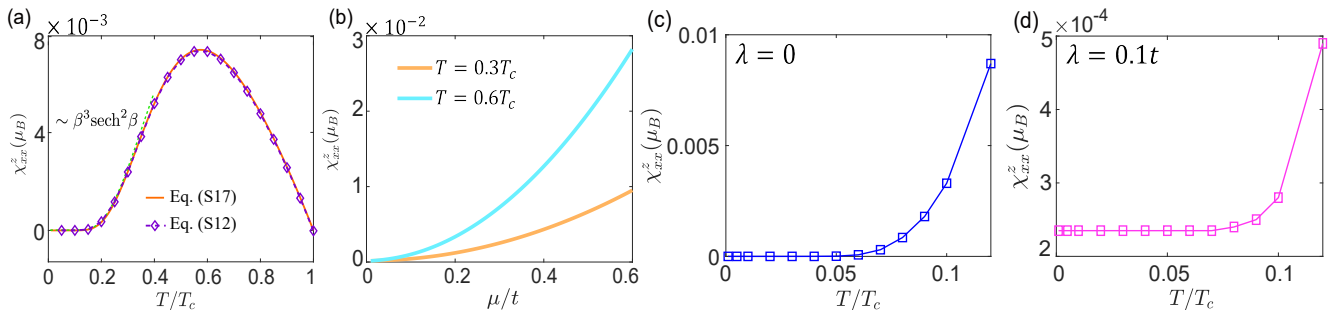 (a)
× 10⁻³
8
4
0
χᶻₓₓ(μ_B)
~ β³sech²β
Eq. (S17)
Eq. (S12)
0 0.2 0.4 0.6 0.8 1
T/T_c
(b)
× 10⁻²
3
2
1
0
χᶻₓₓ(μ_B)
T = 0.3T_c
T = 0.6T_c
0.2 0.4 0.6
μ/t
(c)
0.01
0.005
0
χᶻₓₓ(μ_B)
λ = 0
0 0.05 0.1
T/T_c
(d)
×10⁻⁴
5
4
3
2
χᶻₓₓ(μ_B)
λ = 0.1t
0 0.05 0.1
T/T_c